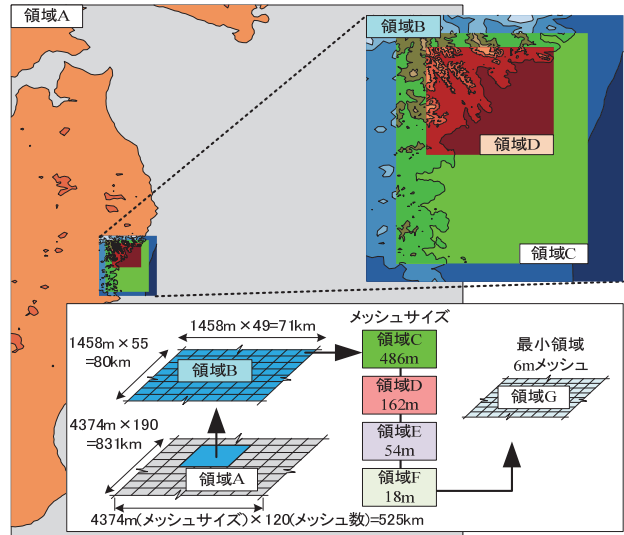 領域A
領域B
領域D
領域C
1458m×49=71km
1458m×55
=80km
領域B
4374m×190
=831km
領域A
4374m(メッシュサイズ)×120(メッシュ数)=525km
メッシュサイズ
領域C
486m
領域D
162m
領域E
54m
領域F
18m
最小領域
6mメッシュ
領域G